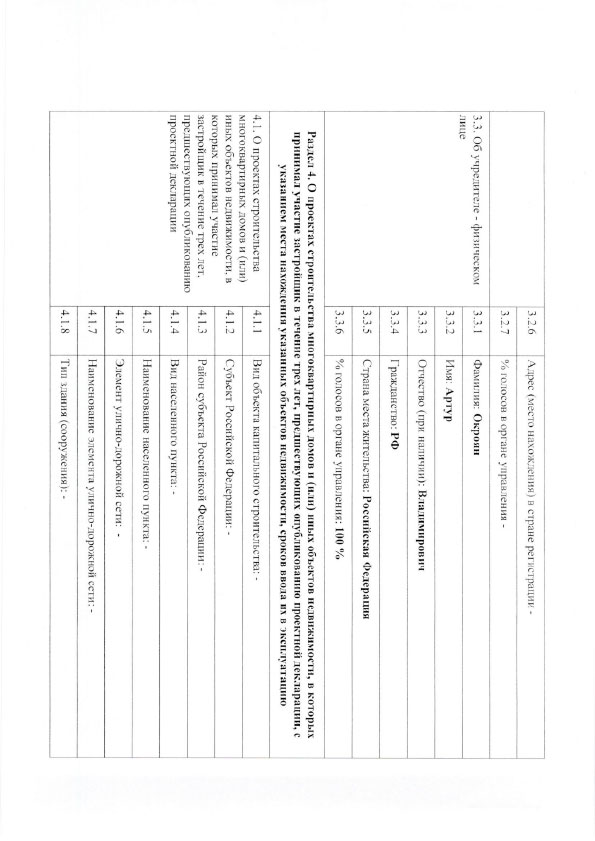 3.2.6 Адрес (место нахождения) в стране регистрации -
3.2.7 % голосов в органе управления -
3.3. Об учредителе - физическом
лице
3.3.1 Фамилия: Окроян
3.3.2 Имя: Артур
3.3.3 Отчество (при наличии): Владимирович
3.3.4 Гражданство: РФ
3.3.5 Страна места жительства: Российская Федерация
3.3.6 % голосов в органе управления: 100 %
Раздел 4. О проектах строительства многоквартирных домов и (или) иных объектов недвижимости, в которых
принимал участие застройщик в течение трех лет, предшествующих опубликованию проектной декларации, с
указанием места нахождения указанных объектов недвижимости, сроков ввода их в эксплуатацию
4.1. О проектах строительства
многоквартирных домов и (или)
иных объектов недвижимости, в
которых принимал участие
застройщик в течение трех лет,
предшествующих опубликованию
проектной декларации
4.1.1 Вид объекта капитального строительства: -
4.1.2 Субъект Российской Федерации: -
4.1.3 Район субъекта Российской Федерации: -
4.1.4 Вид населенного пункта: -
4.1.5 Наименование населенного пункта: -
4.1.6 Элемент улично-дорожной сети: -
4.1.7 Наименование элемента улично-дорожной сети: -
4.1.8 Тип здания (сооружения): -